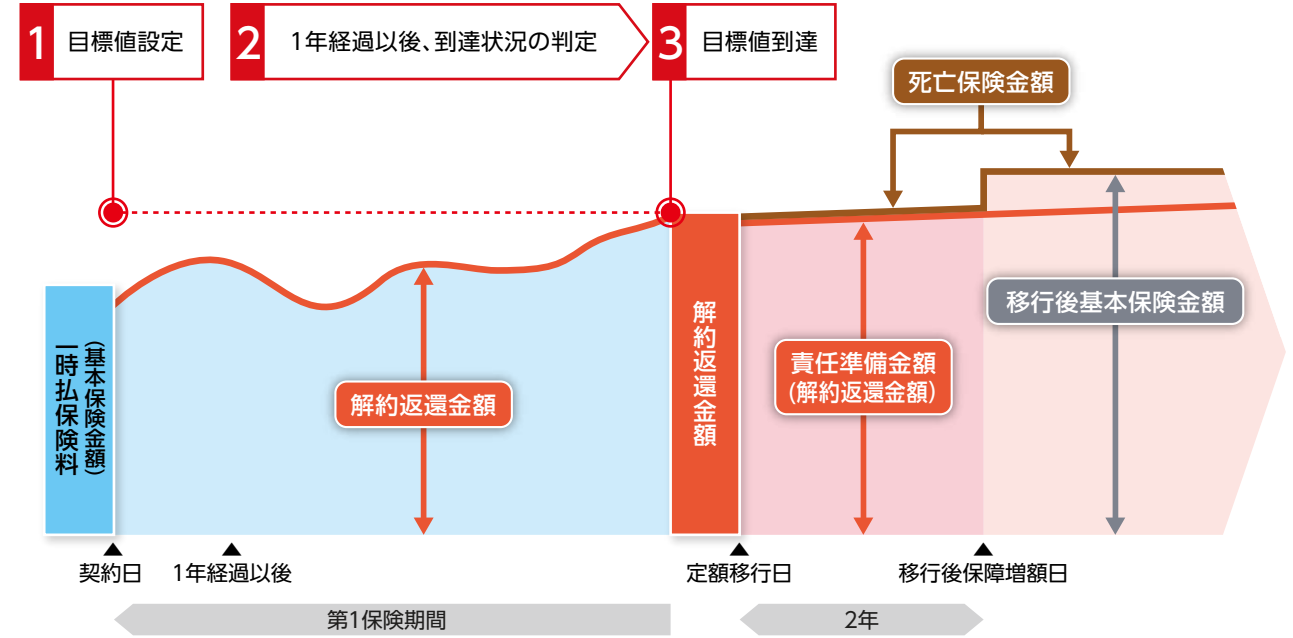 1 目標値設定
2 1年経過以後、到達状況の判定
3 目標値到達
死亡保険金額
移行後基本保険金額
一時払保険料
(基本保険金額)
解約返還金額
解約返還金額
責任準備金額
(解約返還金額)
契約日
1年経過以後
定額移行日
移行後保障増額日
第1保険期間
2年